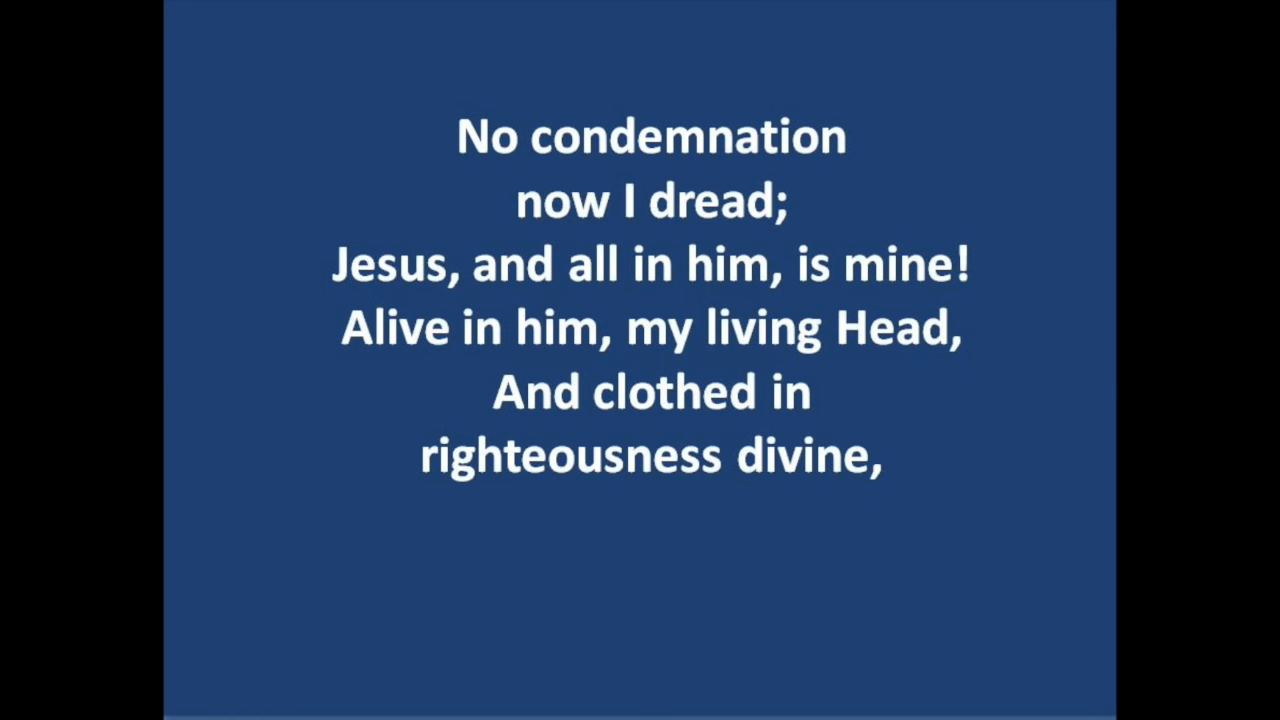 No condemnation
now I dread;
Jesus, and all in him, is mine!
Alive in him, my living Head,
And clothed in
righteousness divine,